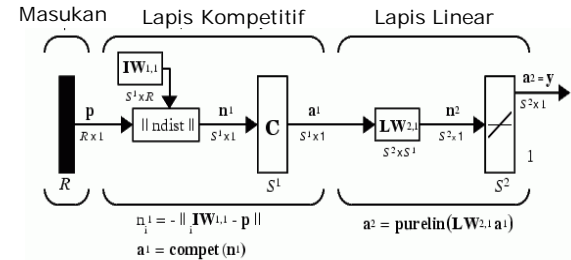 Masukan Lapis Kompetitif Lapis Linear
IW1,1
S1xR
p
Rx1
|| ndist ||
n1
S1x1
C
a1
S1x1
LW2,1
S2xS1
n2
S2x1
a2 = y
S2x1
1
R S1 S2
ni1 = - || iIW1,1 - p ||
a1 = compet (n1)
a2 = purelin(LW2,1 a1)